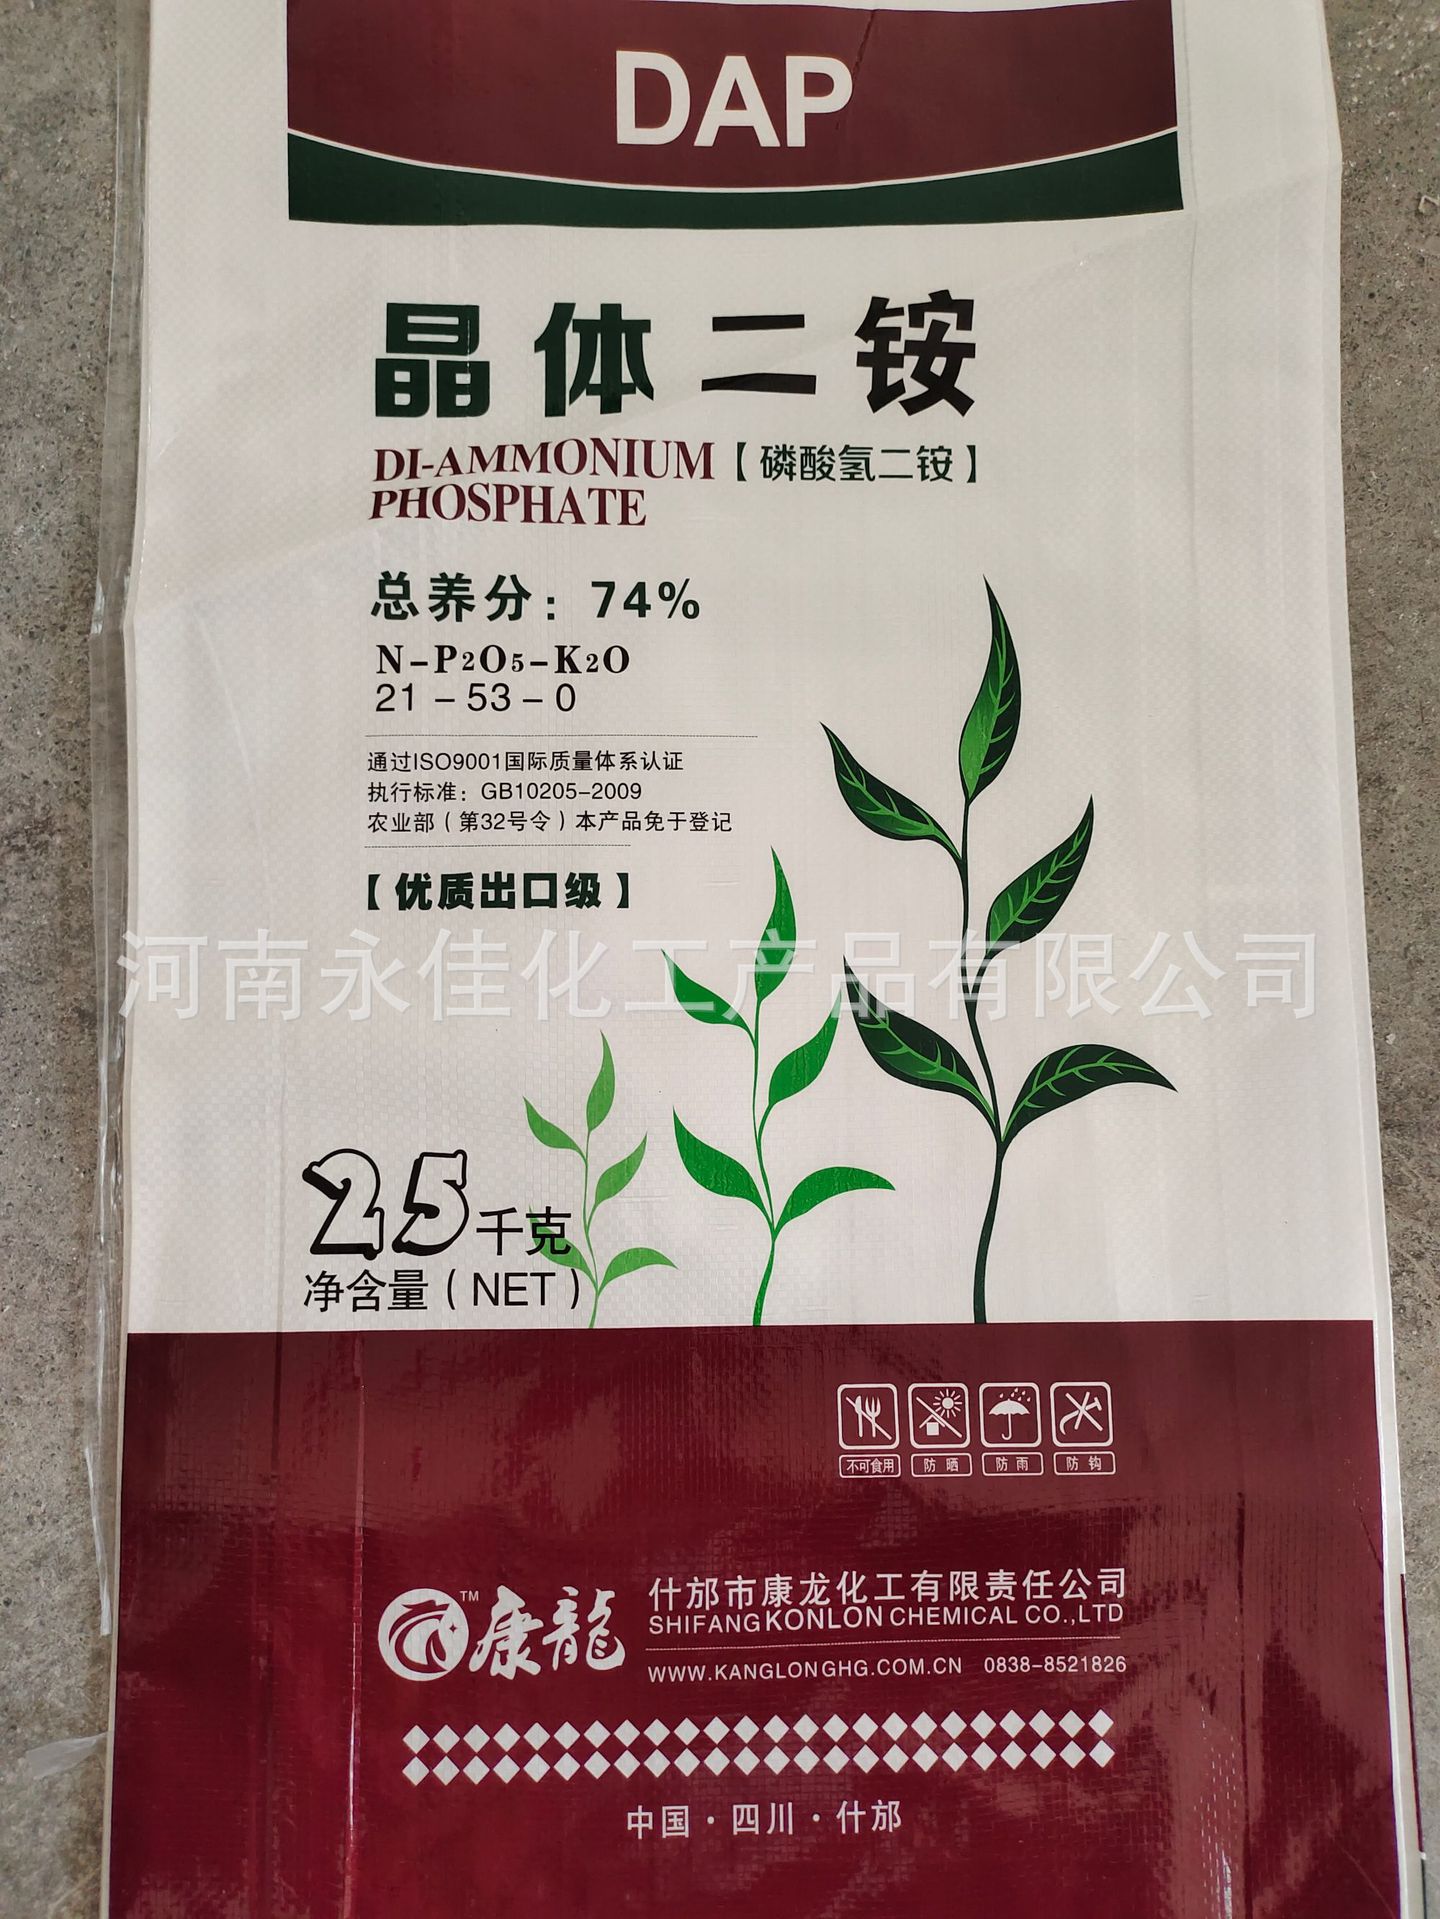 DAP
晶体二铵
DI-AMMONIUM【磷酸氢二铵】
PHOSPHATE
总养分：74%
N-P2O5-K2O
21-53-0
通过ISO9001国际质量体系认证
执行标准：GB10205-2009
农业部（第32号令）本产品免于登记
【优质出口级】
河南永佳化工产品有限公司
25千克
净含量（NET）
不可食用 防晒 防雨 防钩
TM
康龍
什邡市康龙化工有限责任公司
SHIFANG KONLON CHEMICAL CO.,LTD
WWW.KANGLONGHG.COM.CN 0838-8521826
中国·四川·什邡